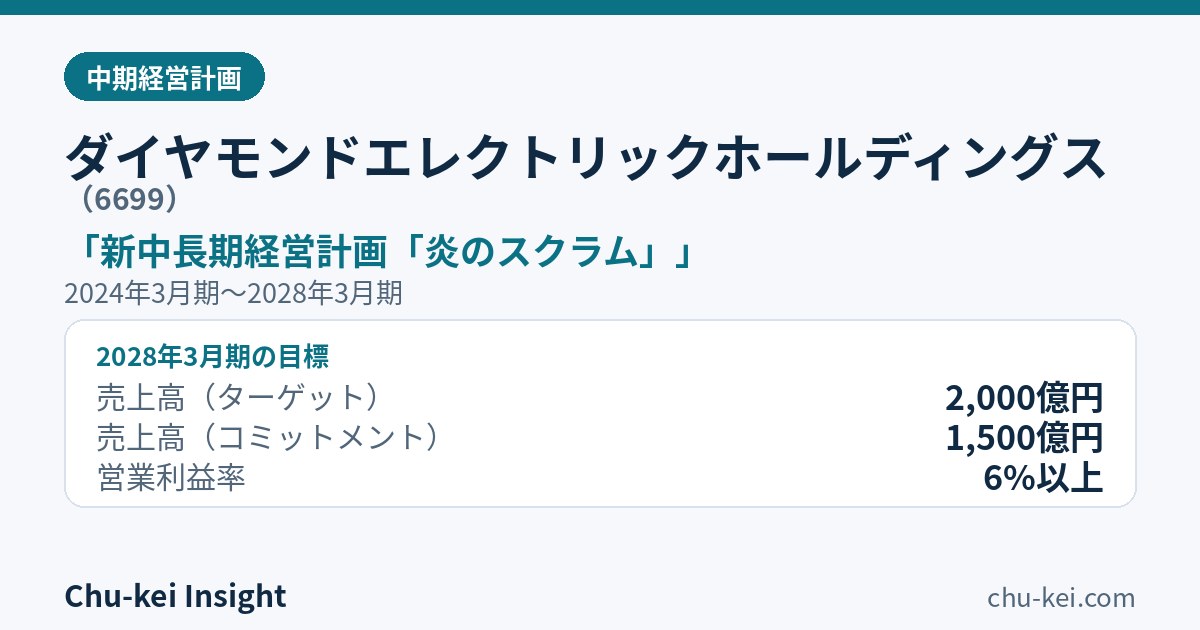 中期経営計画
ダイヤモンドエレクトリックホールディングス
（6699）
「新中長期経営計画「炎のスクラム」」
2024年3月期〜2028年3月期
2028年3月期の目標
売上高（ターゲット） 2,000億円
売上高（コミットメント） 1,500億円
営業利益率 6%以上
Chu-kei Insight chu-kei.com